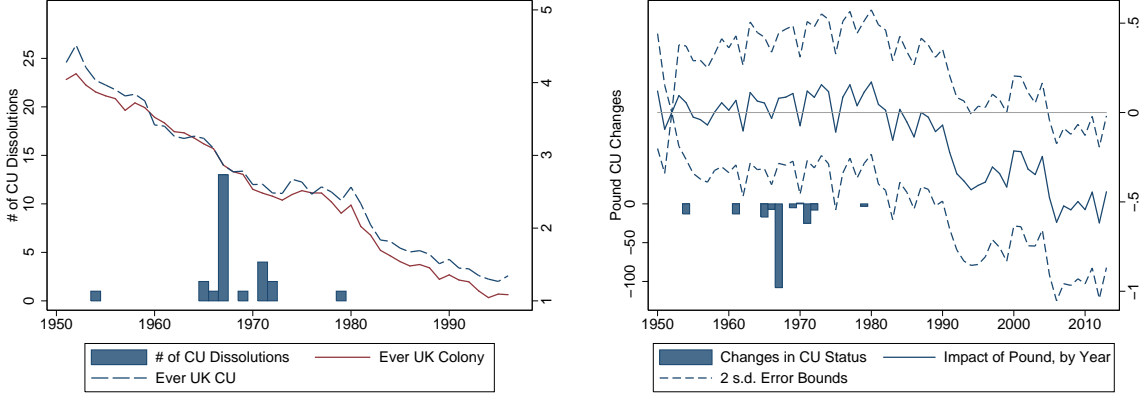 # of CU Dissolutions
0 5 10 15 20 25
1 2 3 4 5
1950 1960 1970 1980 1990
# of CU Dissolutions Ever UK Colony
Ever UK CU
Pound CU Changes
-100 -50 0
-1 -.5 0 .5
1950 1960 1970 1980 1990 2000 2010
Changes in CU Status Impact of Pound, by Year
2 s.d. Error Bounds